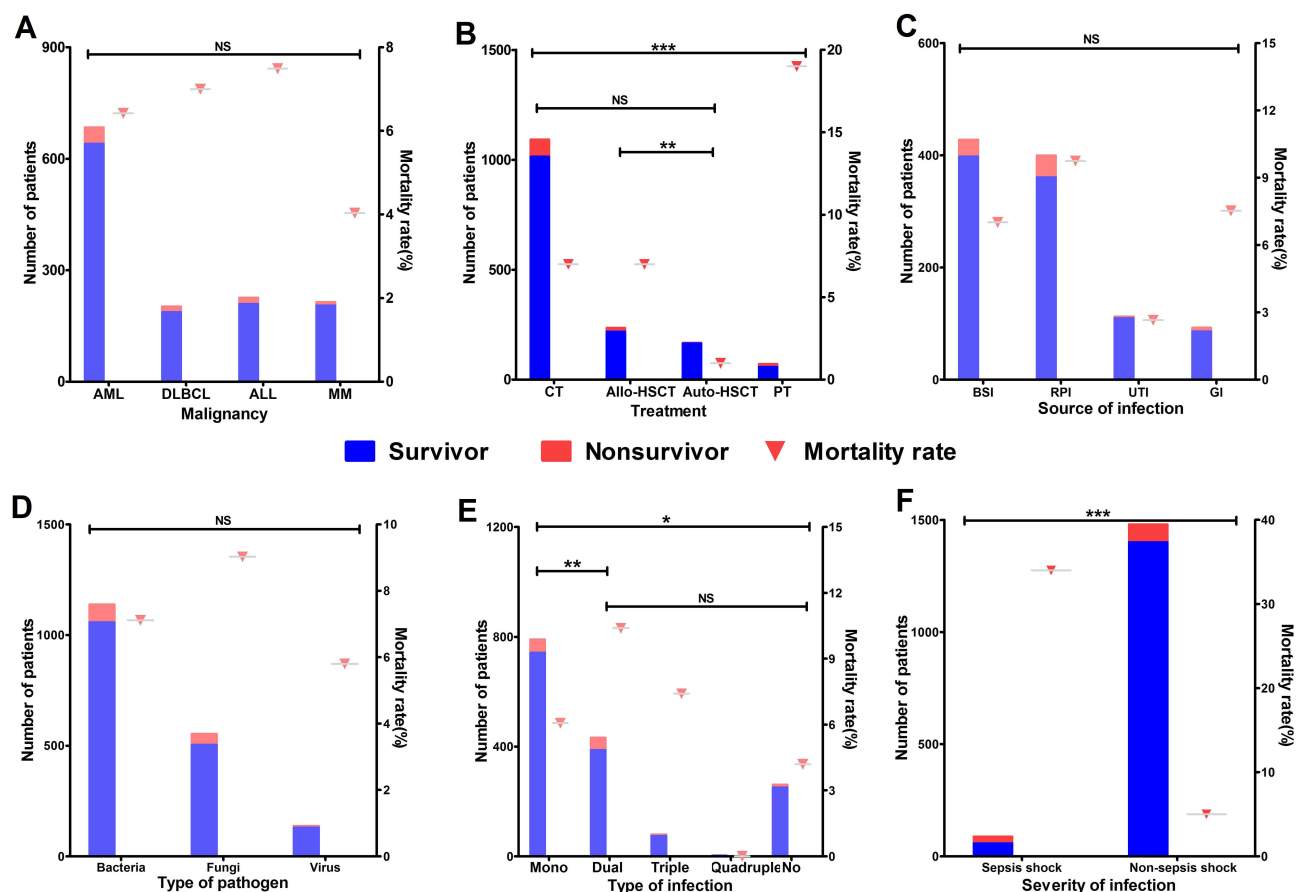 A
NS
900
600
300
0
8
6
4
2
0
Number of patients
Mortality rate(%)
AML DLBCL ALL MM
Malignancy
B
***
NS
**
1500
1000
500
0
20
15
10
5
0
Number of patients
Mortality rate(%)
CT Allo-HSCT Auto-HSCT PT
Treatment
C
NS
600
400
200
0
15
12
9
6
3
0
Number of patients
Mortality rate(%)
BSI RPI UTI GI
Source of infection
Survivor Nonsurvivor Mortality rate
D
NS
1500
1000
500
0
10
8
6
4
2
0
Number of patients
Mortality rate(%)
Bacteria Fungi Virus
Type of pathogen
E
*
**
NS
1200
800
400
0
15
12
9
6
3
0
Number of patients
Mortality rate(%)
Mono Dual Triple Quadruple No
Type of infection
F
***
1500
1000
500
0
40
30
20
10
0
Number of patients
Mortality rate(%)
Sepsis shock Non-sepsis shock
Severity of infection